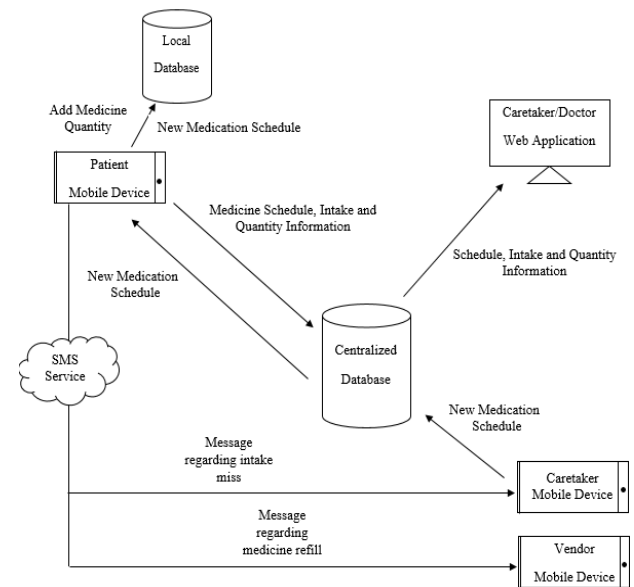 Local
Database
Add Medicine
Quantity
New Medication Schedule
Patient
Mobile Device
Caretaker/Doctor
Web Application
Medicine Schedule, Intake and
Quantity Information
Schedule, Intake and Quantity
Information
New Medication
Schedule
Centralized
Database
SMS
Service
New Medication
Schedule
Message
regarding intake
miss
Caretaker
Mobile Device
Message
regarding
medicine refill
Vendor
Mobile Device